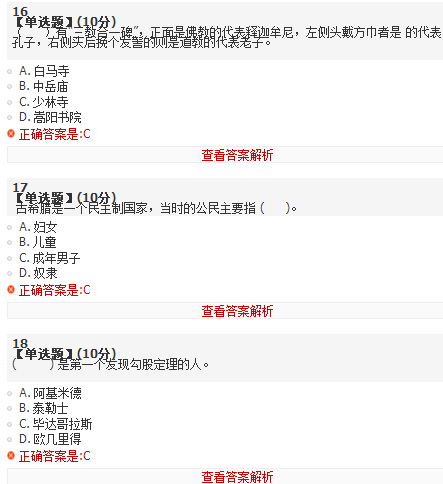 16
【单选题】(10分)
（    ）有“三教合一碑”，正面是佛教的代表释迦牟尼，左侧头戴方巾者是 的代表
孔子，右侧头后挽个发髻的则是道教的代表老子。
A. 白马寺
B. 中岳庙
C. 少林寺
D. 嵩阳书院
正确答案是:C
查看答案解析
17
【单选题】(10分)
古希腊是一个民主制国家，当时的公民主要指（    ）。
A. 妇女
B. 儿童
C. 成年男子
D. 奴隶
正确答案是:C
查看答案解析
18
【单选题】(10分)
（    ）是第一个发现勾股定理的人。
A. 阿基米德
B. 泰勒士
C. 毕达哥拉斯
D. 欧几里得
正确答案是:C
查看答案解析